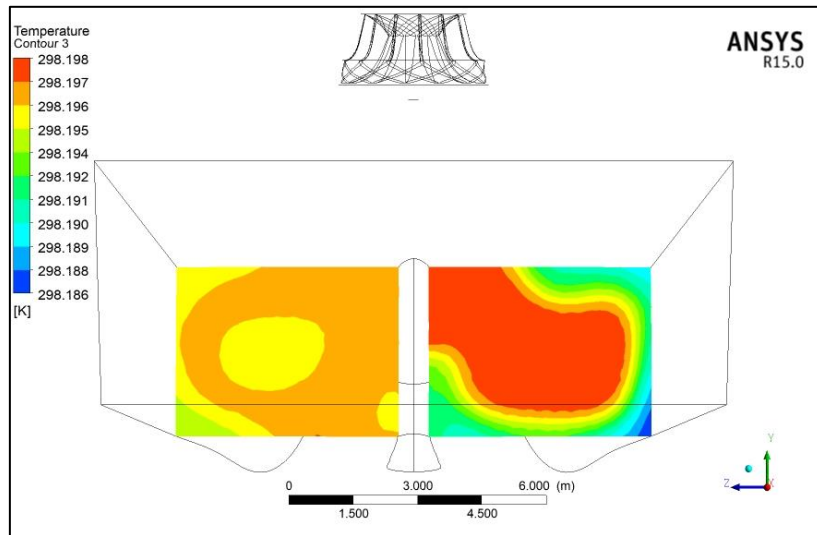 Temperature
Contour 3
298.198
298.197
298.196
298.195
298.194
298.192
298.191
298.190
298.189
298.188
298.186
[K]
ANSYS
R15.0
0 3.000 6.000 (m)
1.500 4.500
Y
Z X